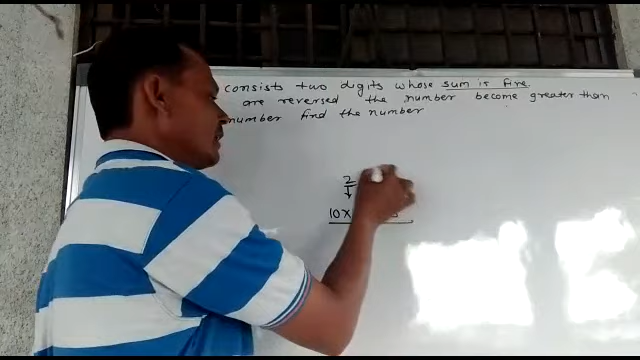 consists two digits whose sum is five.
are reversed the number become greater than
number find the number
2
10x